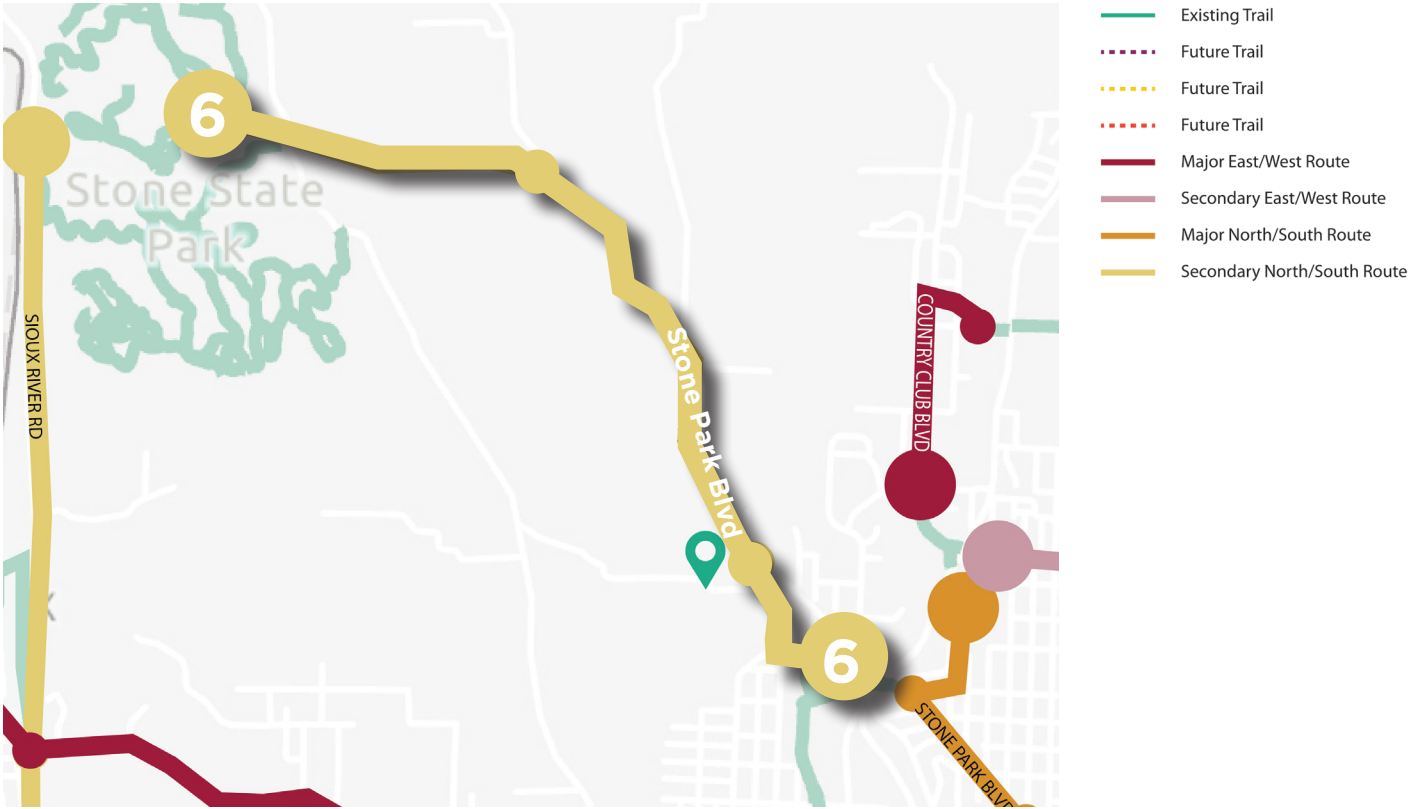 6
Stone State
Park
SIOUX RIVER RD
Stone Park Blvd
COUNTRY CLUB BLVD
6
STONE PARK BLVD
Existing Trail
Future Trail
Future Trail
Future Trail
Major East/West Route
Secondary East/West Route
Major North/South Route
Secondary North/South Route